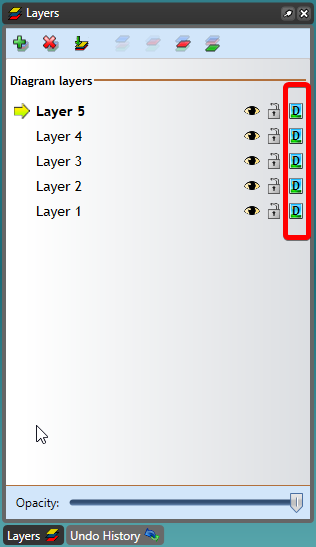 Layers
Diagram layers
Layer 5 D
Layer 4 D
Layer 3 D
Layer 2 D
Layer 1 D
Opacity:
Layers Undo History